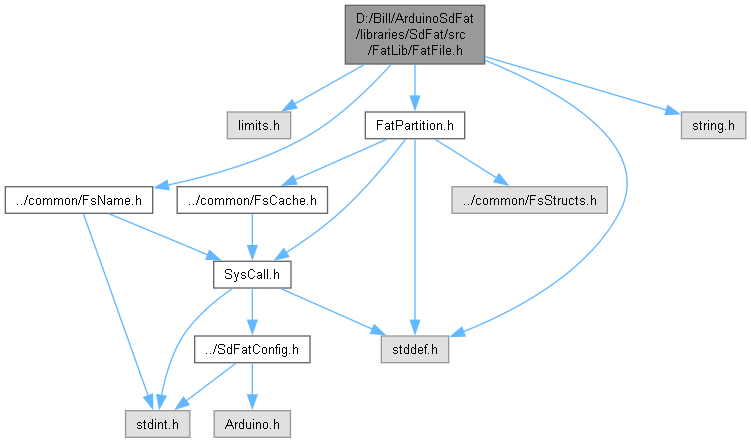 D:/Bill/ArduinoSdFat
/libraries/SdFat/src
/FatLib/FatFile.h
limits.h
FatPartition.h
string.h
../common/FsName.h
../common/FsCache.h
../common/FsStructs.h
SysCall.h
../SdFatConfig.h
stddef.h
stdint.h
Arduino.h